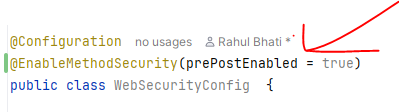 @Configuration no usages Rahul Bhati *
@EnableMethodSecurity(prePostEnabled = true)
public class WebSecurityConfig {